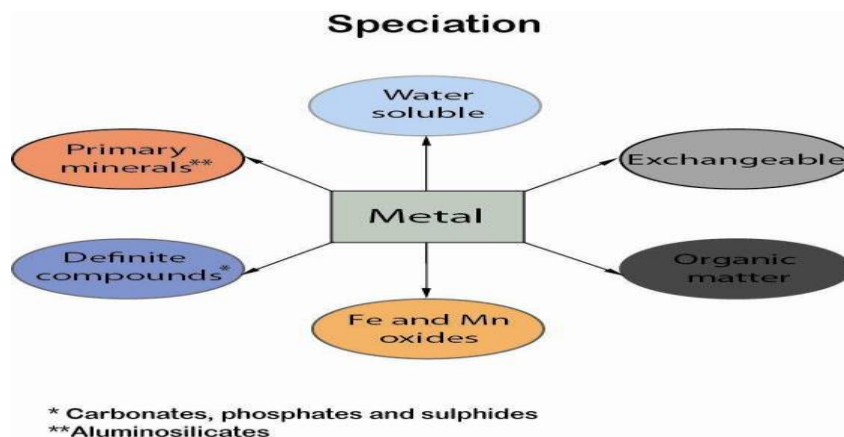 Speciation
Water
soluble
Primary
minerals**
Exchangeable
Metal
Definite
compounds*
Organic
matter
Fe and Mn
oxides
* Carbonates, phosphates and sulphides
**Aluminosilicates